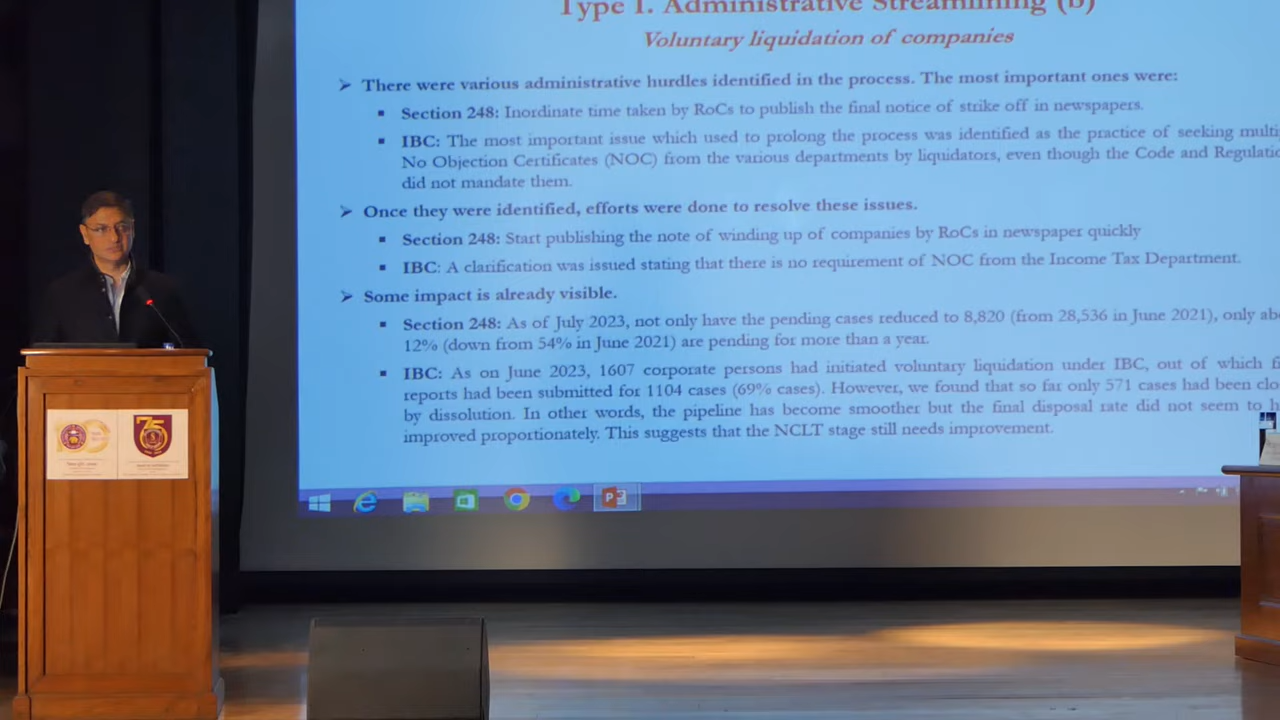 Type I. Administrative Streamlining (b)
Voluntary liquidation of companies
➤ There were various administrative hurdles identified in the process. The most important ones were:
▪ Section 248: Inordinate time taken by RoCs to publish the final notice of strike off in newspapers.
▪ IBC: The most important issue which used to prolong the process was identified as the practice of seeking multi
No Objection Certificates (NOC) from the various departments by liquidators, even though the Code and Regulatio
did not mandate them.
➤ Once they were identified, efforts were done to resolve these issues.
▪ Section 248: Start publishing the note of winding up of companies by RoCs in newspaper quickly
▪ IBC: A clarification was issued stating that there is no requirement of NOC from the Income Tax Department.
➤ Some impact is already visible.
▪ Section 248: As of July 2023, not only have the pending cases reduced to 8,820 (from 28,536 in June 2021), only abo
12% (down from 54% in June 2021) are pending for more than a year.
▪ IBC: As on June 2023, 1607 corporate persons had initiated voluntary liquidation under IBC, out of which fi
reports had been submitted for 1104 cases (69% cases). However, we found that so far only 571 cases had been clo
by dissolution. In other words, the pipeline has become smoother but the final disposal rate did not seem to h
improved proportionately. This suggests that the NCLT stage still needs improvement.
75